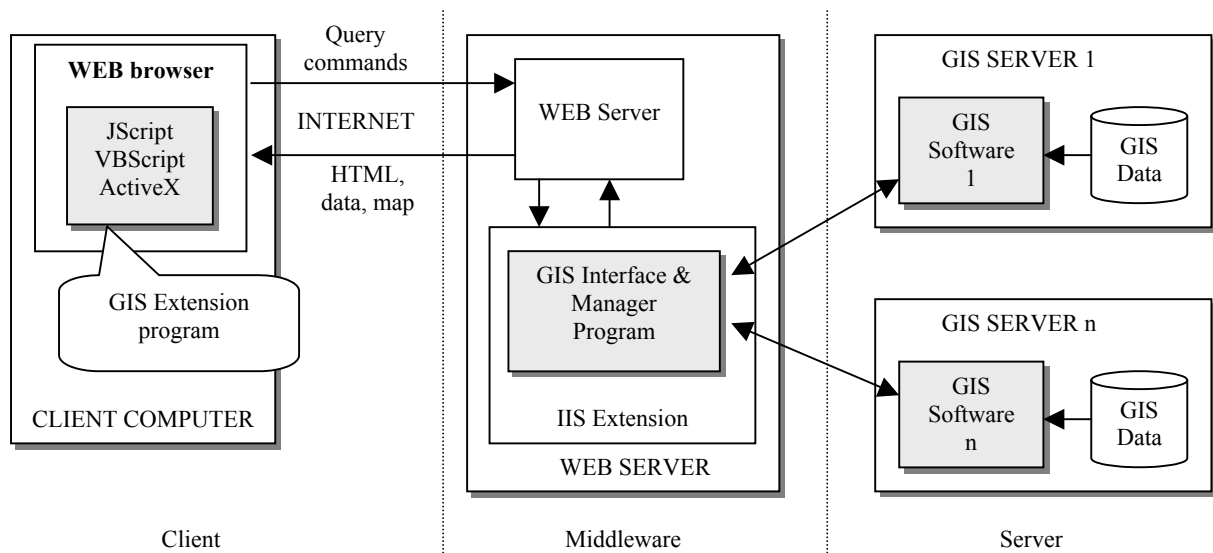 WEB browser
JScript
VBScript
ActiveX
GIS Extension
program
CLIENT COMPUTER
Query
commands
INTERNET
HTML,
data, map
WEB Server
GIS Interface &
Manager
Program
IIS Extension
WEB SERVER
GIS SERVER 1
GIS
Software
1
GIS
Data
GIS SERVER n
GIS
Software
n
GIS
Data
Client
Middleware
Server